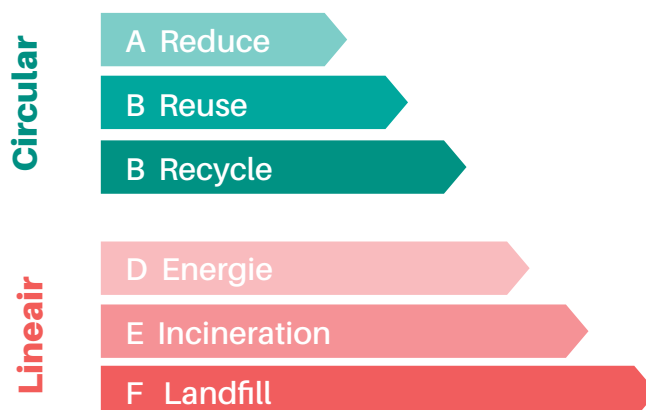 Circular
A Reduce
B Reuse
B Recycle
Lineair
D Energie
E Incineration
F Landfill